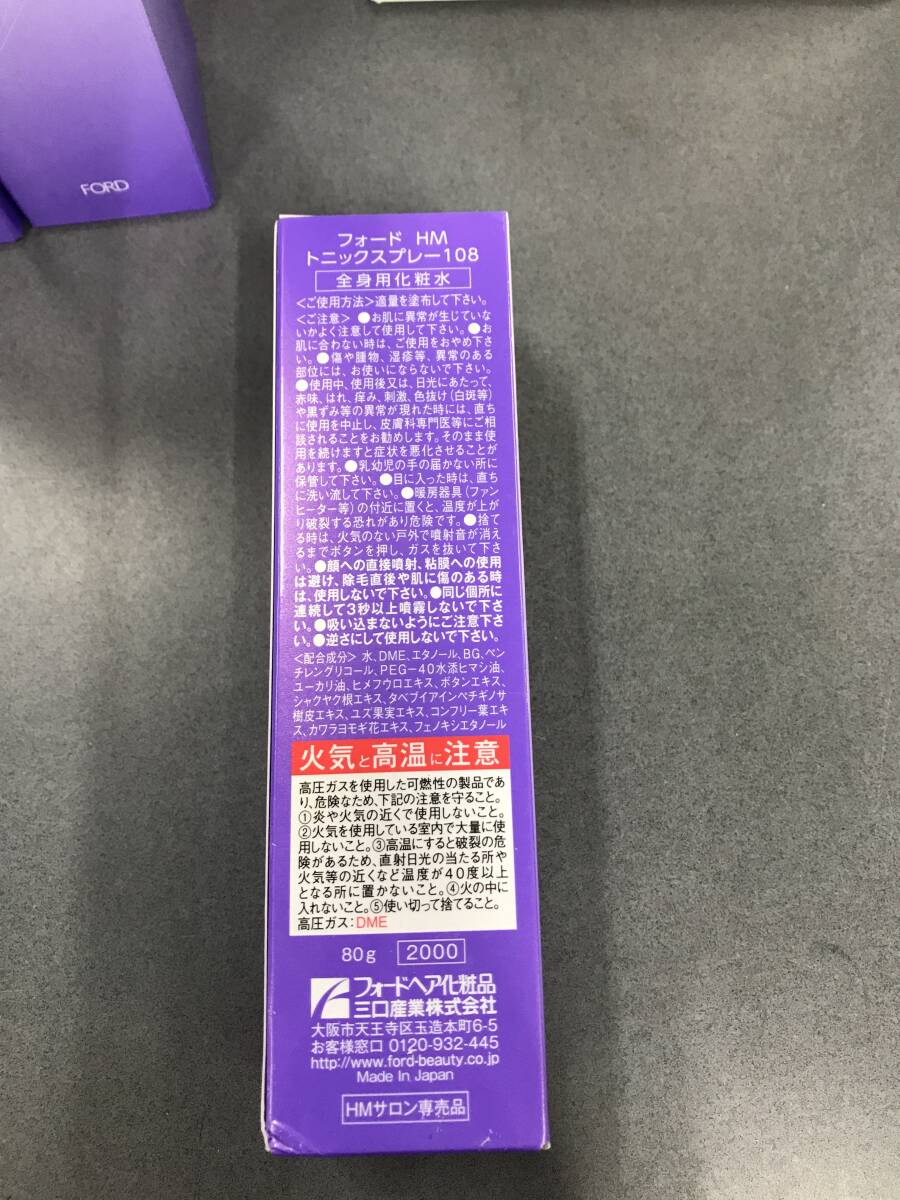 FORD
フォード HM
トニックスプレー108
全身用化粧水
＜ご使用方法＞適量を塗布して下さい。
＜ご注意＞●お肌に異常が生じていな
いかよく注意して使用して下さい。●お
肌に合わない時は、ご使用をおやめ下さ
い。●傷や腫物、湿疹等、異常のある
部位には、お使いにならないで下さい。
●使用中、使用後又は、日光にあたって、
赤味、はれ、痒み、刺激、色抜け(白斑等)
や黒ずみ等の異常が現れた時には、直ち
に使用を中止し、皮膚科専門医等にご相
談されることをお勧めします。そのまま使
用を続けますと症状を悪化させることが
あります。●乳幼児の手の届かない所に
保管して下さい。●目に入った時は、直ち
に洗い流して下さい。●暖房器具(ファン
ヒーター等)の付近に置くと、温度が上が
り破裂する恐れがあり危険です。●捨て
る時は、火気のない戸外で噴射音が消え
るまでボタンを押し、ガスを抜いて下さ
い。●顔への直接噴射、粘膜への使用
は避け、除毛直後や肌に傷のある時
は、使用しないで下さい。●同じ個所に
連続して3秒以上噴霧しないで下さ
い。●吸い込まないようにご注意下さ
い。●逆さにして使用しないで下さい。
＜配合成分＞水、DME、エタノール、BG、ペン
チレングリコール、PEG-40水添ヒマシ油、
ユーカリ油、ヒメフウロエキス、ボタンエキス、
シャクヤク根エキス、タベブイアインペチギノサ
樹皮エキス、ユズ果実エキス、コンフリー葉エキ
ス、カワラヨモギ花エキス、フェノキシエタノール
火気と高温に注意
高圧ガスを使用した可燃性の製品であ
り、危険なため、下記の注意を守ること。
①炎や火気の近くで使用しないこと。
②火気を使用している室内で大量に使
用しないこと。③高温にすると破裂の危
険があるため、直射日光の当たる所や
火気等の近くなど温度が40度以上
となる所に置かないこと。④火の中に
入れないこと。⑤使い切って捨てること。
高圧ガス:DME
80g 2000
フォードヘア化粧品
三口産業株式会社
大阪市天王寺区玉造本町6-5
お客様窓口 0120-932-445
http://www.ford-beauty.co.jp
Made In Japan
HMサロン専売品